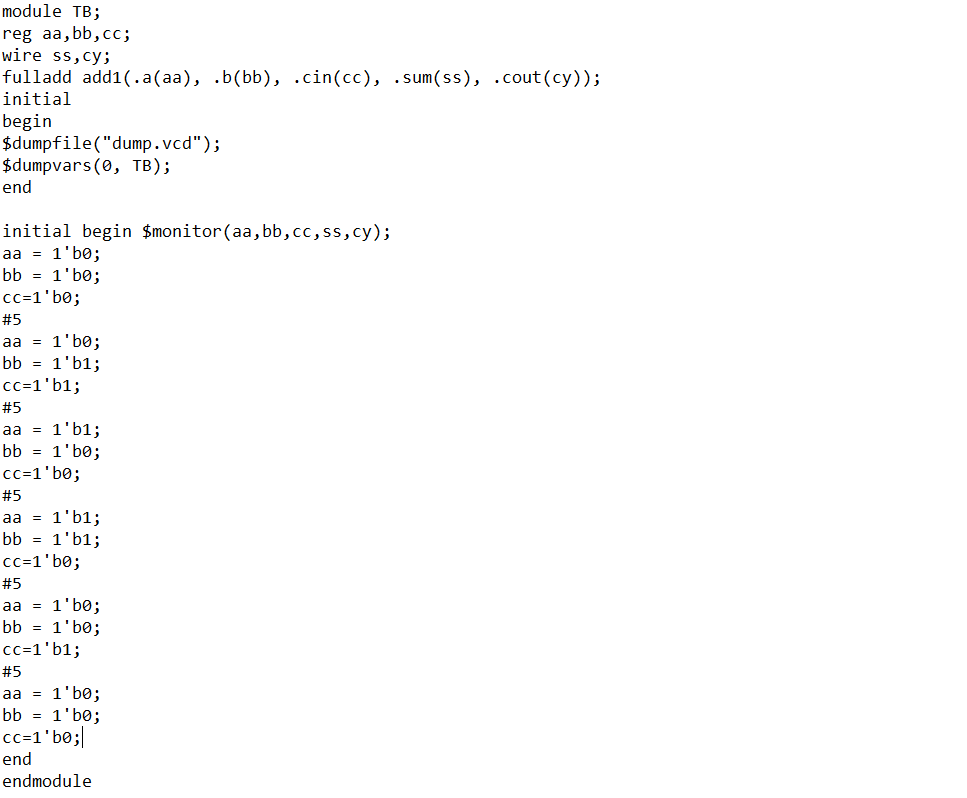 module TB;
reg aa,bb,cc;
wire ss,cy;
fulladd add1(.a(aa), .b(bb), .cin(cc), .sum(ss), .cout(cy));
initial
begin
$dumpfile("dump.vcd");
$dumpvars(0, TB);
end

initial begin $monitor(aa,bb,cc,ss,cy);
aa = 1'b0;
bb = 1'b0;
cc=1'b0;
#5
aa = 1'b0;
bb = 1'b1;
cc=1'b1;
#5
aa = 1'b1;
bb = 1'b0;
cc=1'b0;
#5
aa = 1'b1;
bb = 1'b1;
cc=1'b0;
#5
aa = 1'b0;
bb = 1'b0;
cc=1'b1;
#5
aa = 1'b0;
bb = 1'b0;
cc=1'b0;
end
endmodule